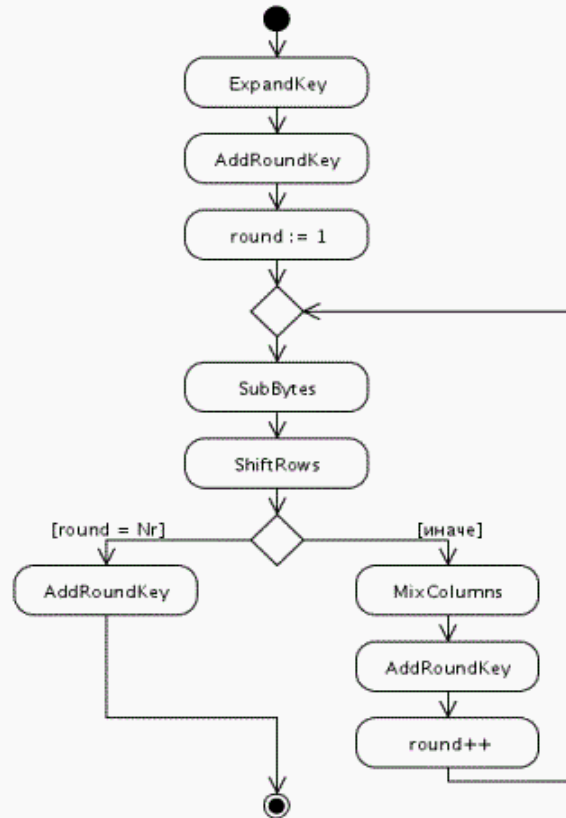 ExpandKey
AddRoundKey
round := 1
SubBytes
ShiftRows
[round = Nr]
[иначе]
AddRoundKey
MixColumns
AddRoundKey
round++